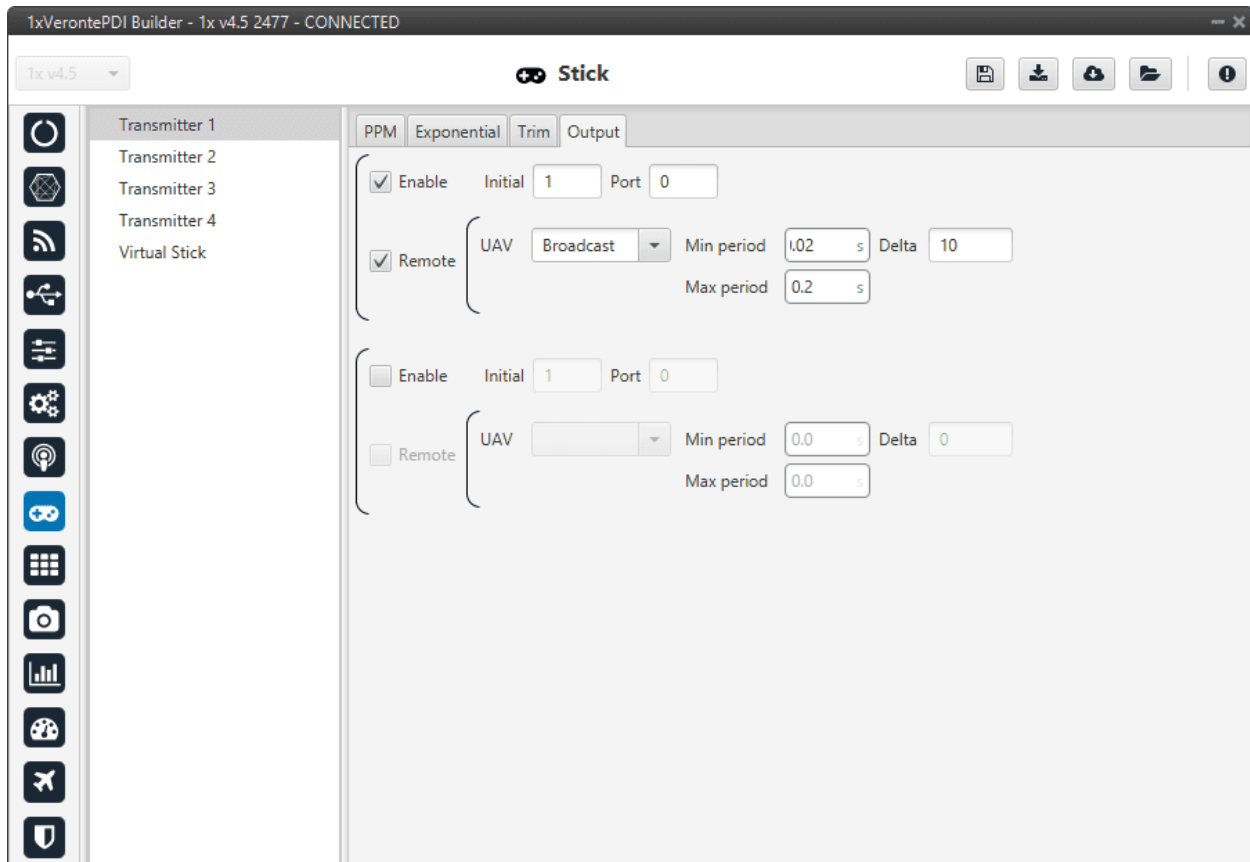 1xVerontePDI Builder - 1x v4.5 2477 - CONNECTED
1x v4.5
Stick
Transmitter 1
Transmitter 2
Transmitter 3
Transmitter 4
Virtual Stick
PPM Exponential Trim Output
Enable Initial 1 Port 0
Remote UAV Broadcast Min period .02 s Delta 10
Max period 0.2 s
Enable Initial 1 Port 0
Remote UAV Min period 0.0 s Delta 0
Max period 0.0 s